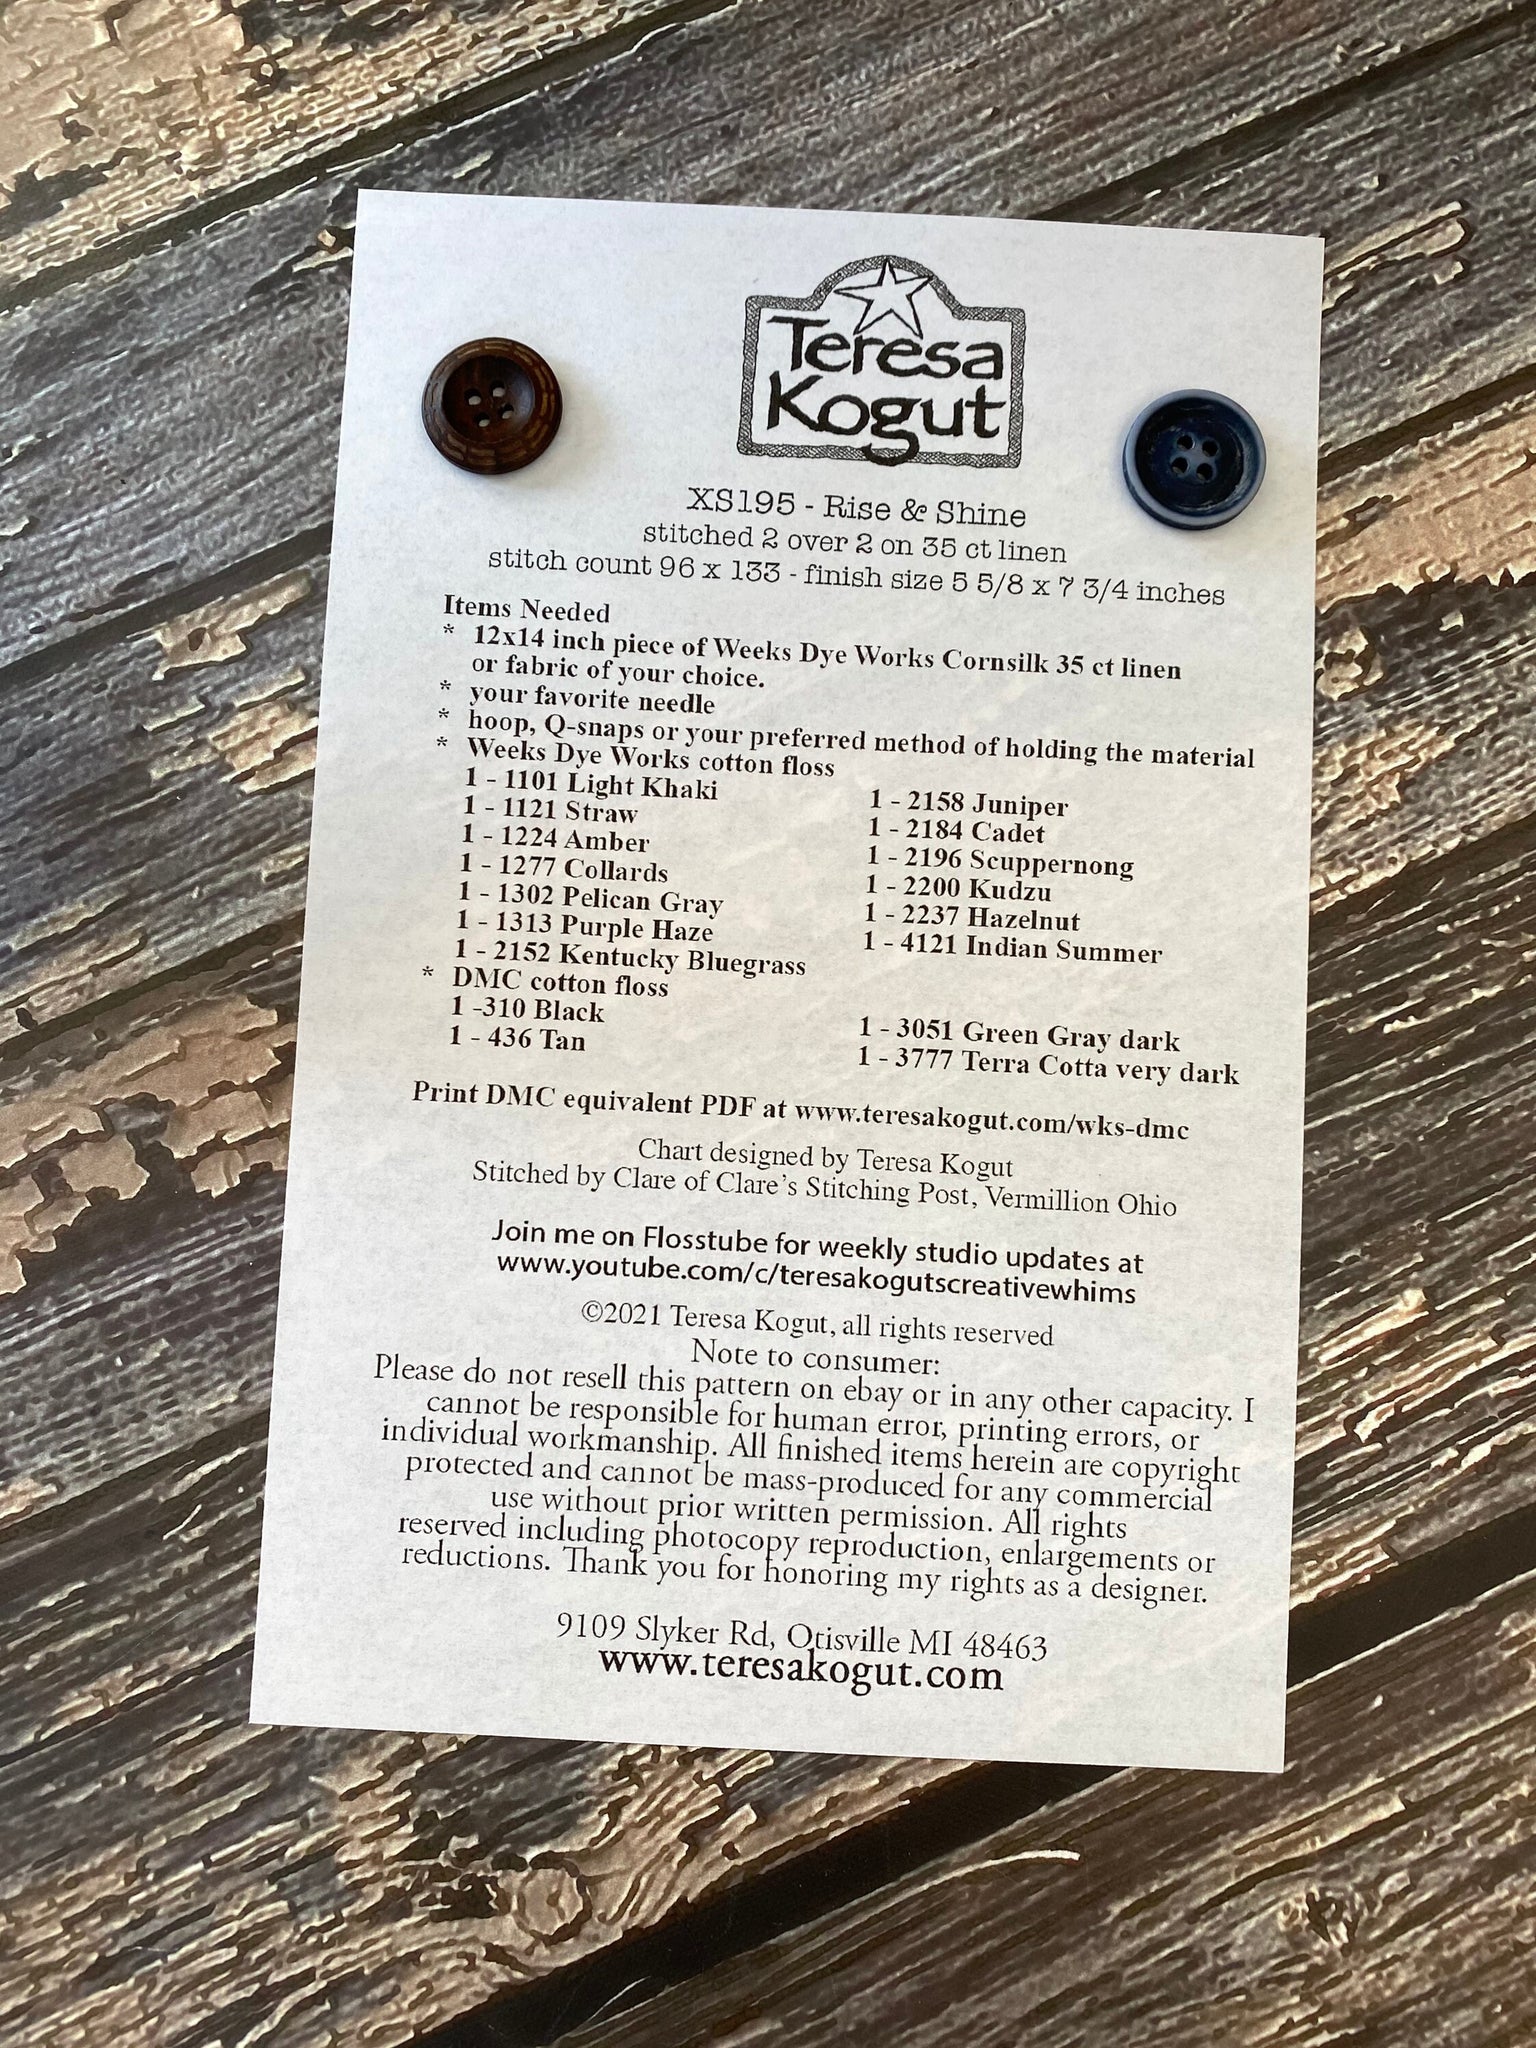 Teresa
Kogut
XS195 - Rise & Shine
stitched 2 over 2 on 35 ct linen
stitch count 96 x 133 - finish size 5 5/8 x 7 3/4 inches
Items Needed
* 12x14 inch piece of Weeks Dye Works Cornsilk 35 ct linen
or fabric of your choice.
* your favorite needle
* hoop, Q-snaps or your preferred method of holding the material
* Weeks Dye Works cotton floss
1 - 1101 Light Khaki
1 - 1121 Straw
1 - 1224 Amber
1 - 1277 Collards
1 - 1302 Pelican Gray
1 - 1313 Purple Haze
1 - 2152 Kentucky Bluegrass
1 - 2158 Juniper
1 - 2184 Cadet
1 - 2196 Scuppernong
1 - 2200 Kudzu
1 - 2237 Hazelnut
1 - 4121 Indian Summer
* DMC cotton floss
1 -310 Black
1 - 436 Tan
1 - 3051 Green Gray dark
1 - 3777 Terra Cotta very dark
Print DMC equivalent PDF at www.teresakogut.com/wks-dmc
Chart designed by Teresa Kogut
Stitched by Clare of Clare's Stitching Post, Vermillion Ohio
Join me on Flosstube for weekly studio updates at
www.youtube.com/c/teresakogutscreativewhims
©2021 Teresa Kogut, all rights reserved
Note to consumer:
Please do not resell this pattern on ebay or in any other capacity. I
cannot be responsible for human error, printing errors, or
individual workmanship. All finished items herein are copyright
protected and cannot be mass-produced for any commercial
use without prior written permission. All rights
reserved including photocopy reproduction, enlargements or
reductions. Thank you for honoring my rights as a designer.
9109 Slyker Rd, Otisville MI 48463
www.teresakogut.com